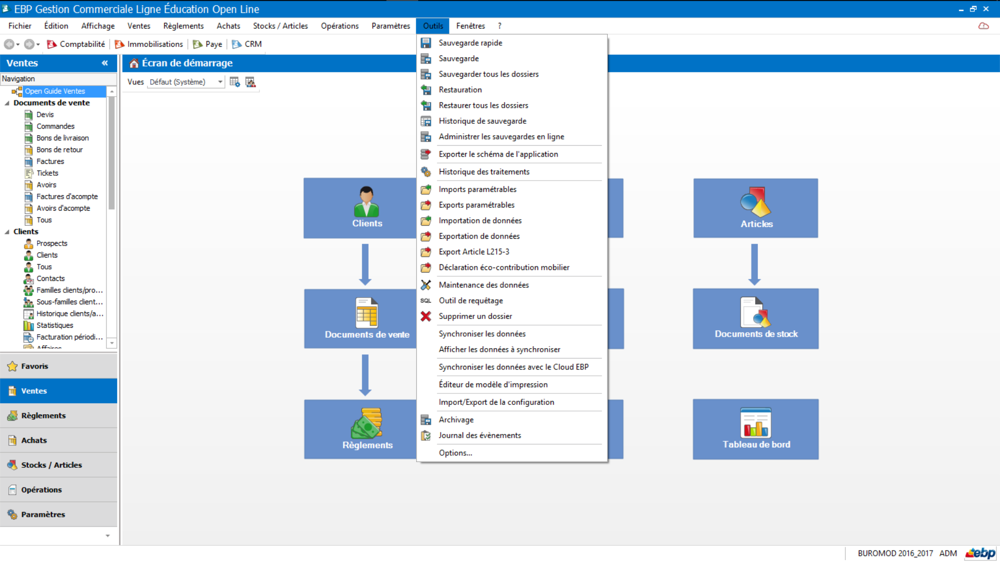 EBP Gestion Commerciale Ligne Éducation Open Line
Fichier Édition Affichage Ventes Règlements Achats Stocks / Articles Opérations Paramètres Outils Fenêtres ?
Comptabilité Immobilisations Paye CRM
Ventes «
Navigation
Open Guide Ventes
Documents de vente
Devis
Commandes
Bons de livraison
Bons de retour
Factures
Tickets
Avoirs
Factures d'acompte
Avoirs d'acompte
Tous
Clients
Prospects
Clients
Tous
Contacts
Familles clients/pro...
Sous-familles client...
Historique clients/a...
Statistiques
Facturation périodi...
Affaires
Favoris
Ventes
Règlements
Achats
Stocks / Articles
Opérations
Paramètres
Écran de démarrage
Vues Défaut (Système)
Sauvegarde rapide
Sauvegarde
Sauvegarder tous les dossiers
Restauration
Restaurer tous les dossiers
Historique de sauvegarde
Administrer les sauvegardes en ligne
Exporter le schéma de l'application
Historique des traitements
Imports paramétrables
Exports paramétrables
Importation de données
Exportation de données
Export Article L215-3
Déclaration éco-contribution mobilier
Maintenance des données
SQL Outil de requêtage
Supprimer un dossier
Synchroniser les données
Afficher les données à synchroniser
Synchroniser les données avec le Cloud EBP
Éditeur de modèle d'impression
Import/Export de la configuration
Archivage
Journal des évènements
Options...
Clients
Articles
Documents de vente
Documents de stock
Règlements
Tableau de bord
BUROMOD 2016_2017 ADM ebp